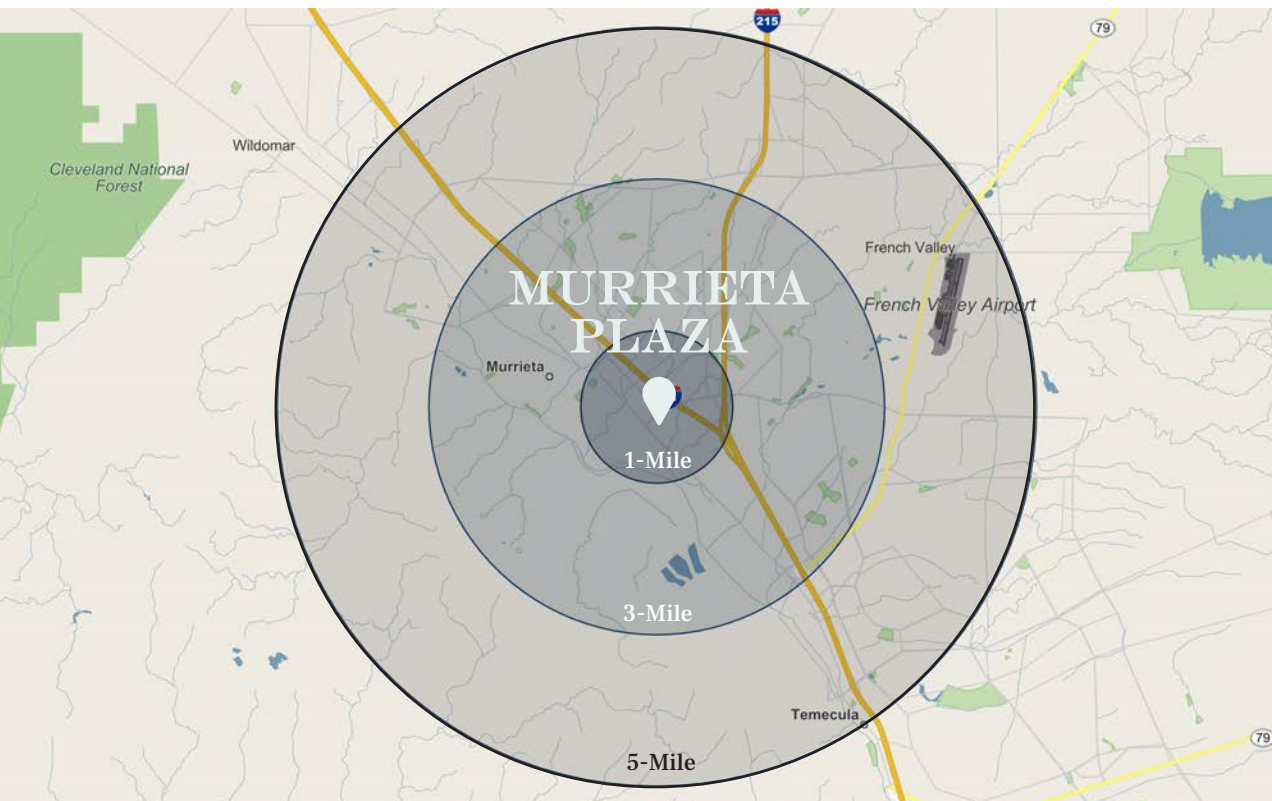 215
79
Wildomar
Cleveland National
Forest
French Valley
MURRIETA
French Valley Airport
PLAZA
Murrieta
1-Mile
3-Mile
Temecula
79
5-Mile